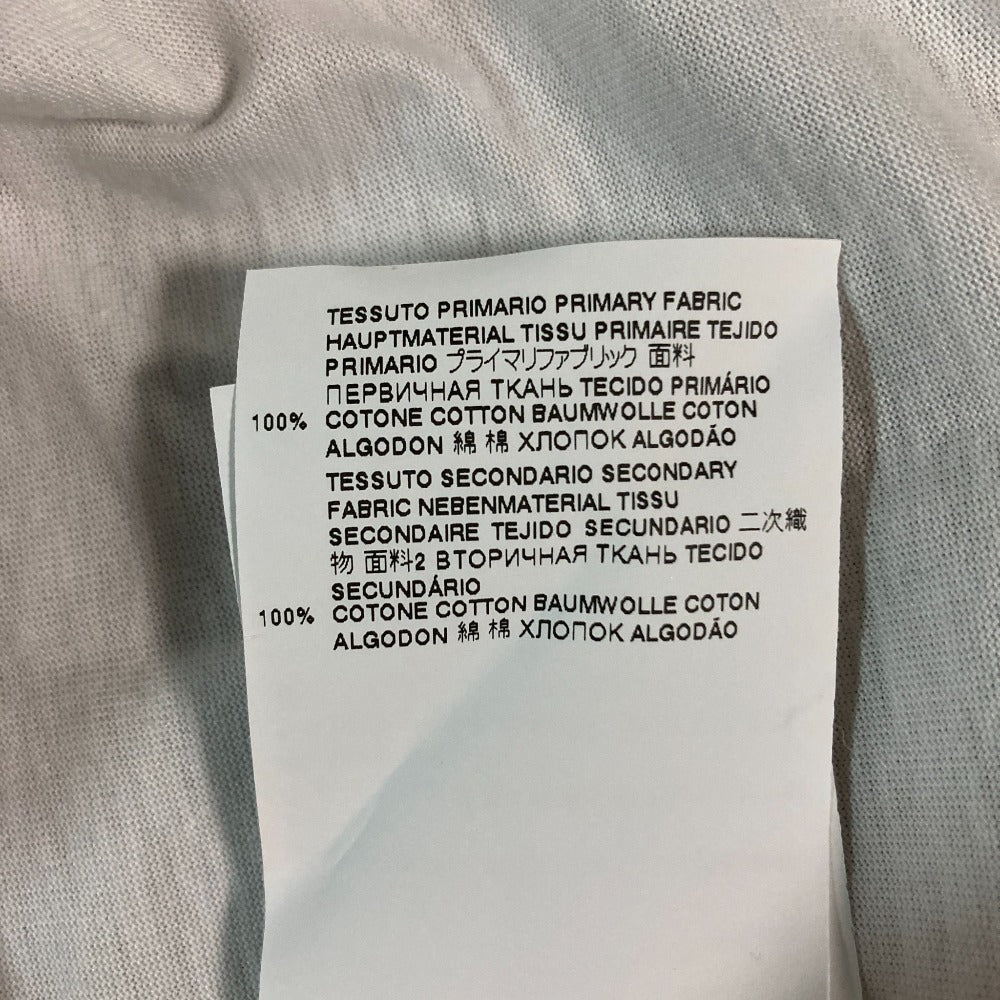 TESSUTO PRIMARIO PRIMARY FABRIC
HAUPTMATERIAL TISSU PRIMAIRE TEJIDO
PRIMARIO プライマリファブリック 面料
ПЕРВИЧНАЯ ТКАНЬ TECIDO PRIMÁRIO
100% COTONE COTTON BAUMWOLLE COTON
ALGODON 綿 棉 ХЛОПОК ALGODÃO
TESSUTO SECONDARIO SECONDARY
FABRIC NEBENMATERIAL TISSU
SECONDAIRE TEJIDO SECUNDARIO 二次織
物 面料2 ВТОРИЧНАЯ ТКАНЬ TECIDO
SECUNDÁRIO
100% COTONE COTTON BAUMWOLLE COTON
ALGODON 綿 棉 ХЛОПОК ALGODÃO